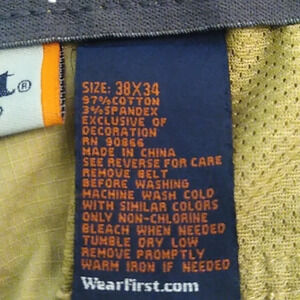 SIZE: 38X34
97% COTTON
3% SPANDEX
EXCLUSIVE OF
DECORATION
RN 90866
MADE IN CHINA
SEE REVERSE FOR CARE
REMOVE BELT
BEFORE WASHING
MACHINE WASH COLD
WITH SIMILAR COLORS
ONLY NON-CHLORINE
BLEACH WHEN NEEDED
TUMBLE DRY LOW
REMOVE PROMPTLY
WARM IRON IF NEEDED
WearFirst.com